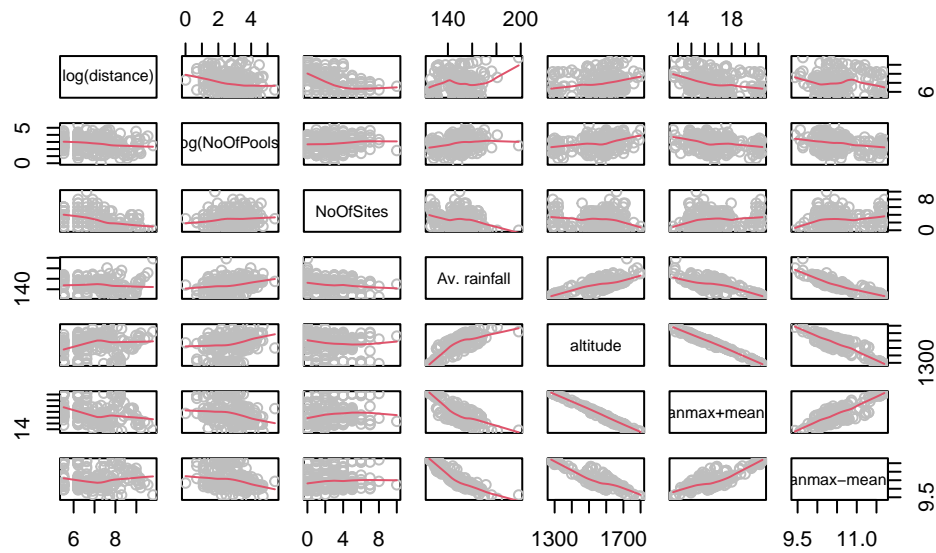 0 2 4
140 200
14 18
log(distance)
6
5
0
og(NoOfPools
NoOfSites
8
0
140
Av. rainfall
altitude
1300
14
anmax+mean
anmax−mean
9.5
6 8
0 4 8
1300 1700
9.5 11.0